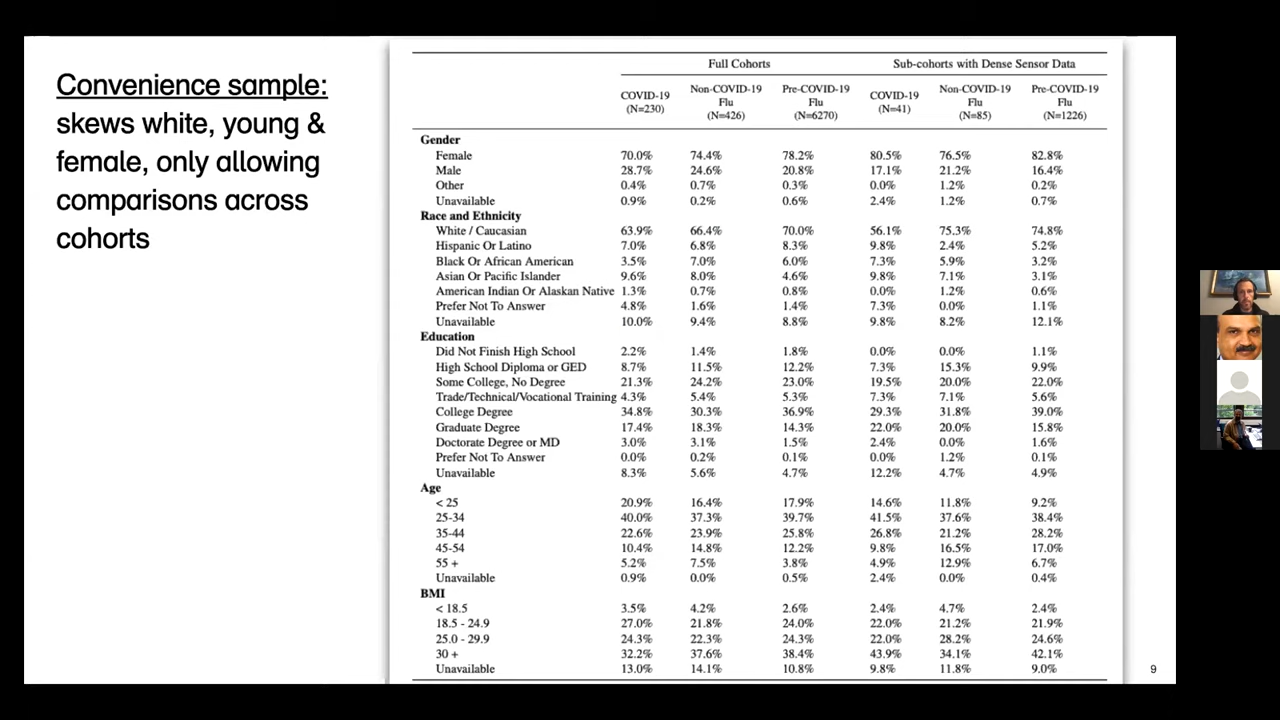 Convenience sample:
skews white, young &
female, only allowing
comparisons across
cohorts
Full Cohorts Sub-cohorts with Dense Sensor Data
COVID-19 (N=230) Non-COVID-19 Flu (N=426) Pre-COVID-19 Flu (N=6270) COVID-19 (N=41) Non-COVID-19 Flu (N=85) Pre-COVID-19 Flu (N=1226)
Gender
Female 70.0% 74.4% 78.2% 80.5% 76.5% 82.8%
Male 28.7% 24.6% 20.8% 17.1% 21.2% 16.4%
Other 0.4% 0.7% 0.3% 0.0% 1.2% 0.2%
Unavailable 0.9% 0.2% 0.6% 2.4% 1.2% 0.7%
Race and Ethnicity
White / Caucasian 63.9% 66.4% 70.0% 56.1% 75.3% 74.8%
Hispanic Or Latino 7.0% 6.8% 8.3% 9.8% 2.4% 5.2%
Black Or African American 3.5% 7.0% 6.0% 7.3% 5.9% 3.2%
Asian Or Pacific Islander 9.6% 8.0% 4.6% 9.8% 7.1% 3.1%
American Indian Or Alaskan Native 1.3% 0.7% 0.8% 0.0% 1.2% 0.6%
Prefer Not To Answer 4.8% 1.6% 1.4% 7.3% 0.0% 1.1%
Unavailable 10.0% 9.4% 8.8% 9.8% 8.2% 12.1%
Education
Did Not Finish High School 2.2% 1.4% 1.8% 0.0% 0.0% 1.1%
High School Diploma or GED 8.7% 11.5% 12.2% 7.3% 15.3% 9.9%
Some College, No Degree 21.3% 24.2% 23.0% 19.5% 20.0% 22.0%
Trade/Technical/Vocational Training 4.3% 5.4% 5.3% 7.3% 7.1% 5.6%
College Degree 34.8% 30.3% 36.9% 29.3% 31.8% 39.0%
Graduate Degree 17.4% 18.3% 14.3% 22.0% 20.0% 15.8%
Doctorate Degree or MD 3.0% 3.1% 1.5% 2.4% 0.0% 1.6%
Prefer Not To Answer 0.0% 0.2% 0.1% 0.0% 1.2% 0.1%
Unavailable 8.3% 5.6% 4.7% 12.2% 4.7% 4.9%
Age
< 25 20.9% 16.4% 17.9% 14.6% 11.8% 9.2%
25-34 40.0% 37.3% 39.7% 41.5% 37.6% 38.4%
35-44 22.6% 23.9% 25.8% 26.8% 21.2% 28.2%
45-54 10.4% 14.8% 12.2% 9.8% 16.5% 17.0%
55 + 5.2% 7.5% 3.8% 4.9% 12.9% 6.7%
Unavailable 0.9% 0.0% 0.5% 2.4% 0.0% 0.4%
BMI
< 18.5 3.5% 4.2% 2.6% 2.4% 4.7% 2.4%
18.5 - 24.9 27.0% 21.8% 24.0% 22.0% 21.2% 21.9%
25.0 - 29.9 24.3% 22.3% 24.3% 22.0% 28.2% 24.6%
30 + 32.2% 37.6% 38.4% 43.9% 34.1% 42.1%
Unavailable 13.0% 14.1% 10.8% 9.8% 11.8% 9.0%
9